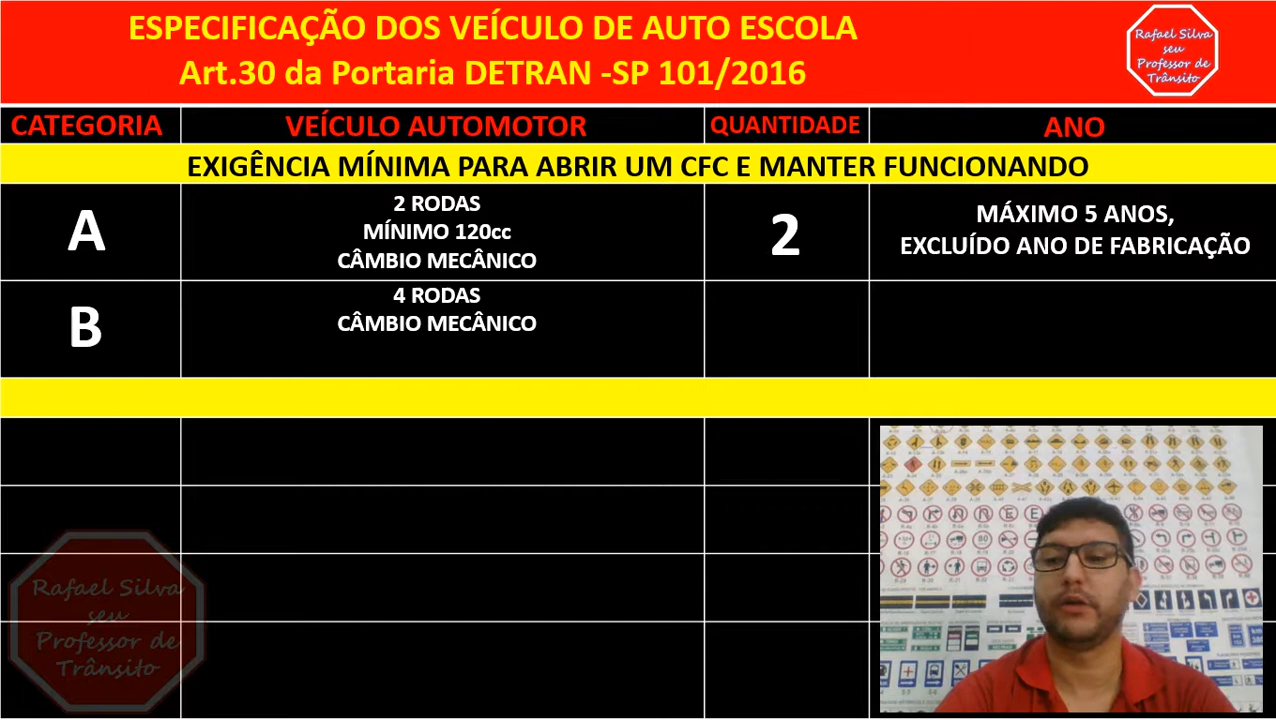 ESPECIFICAÇÃO DOS VEÍCULO DE AUTO ESCOLA
Art.30 da Portaria DETRAN -SP 101/2016
Rafael Silva
seu
Professor de
Trânsito
CATEGORIA VEÍCULO AUTOMOTOR QUANTIDADE ANO
EXIGÊNCIA MÍNIMA PARA ABRIR UM CFC E MANTER FUNCIONANDO
A
2 RODAS
MÍNIMO 120cc
CÂMBIO MECÂNICO
2
MÁXIMO 5 ANOS,
EXCLUÍDO ANO DE FABRICAÇÃO
B
4 RODAS
CÂMBIO MECÂNICO
Rafael Silva
seu
Professor de
Trânsito